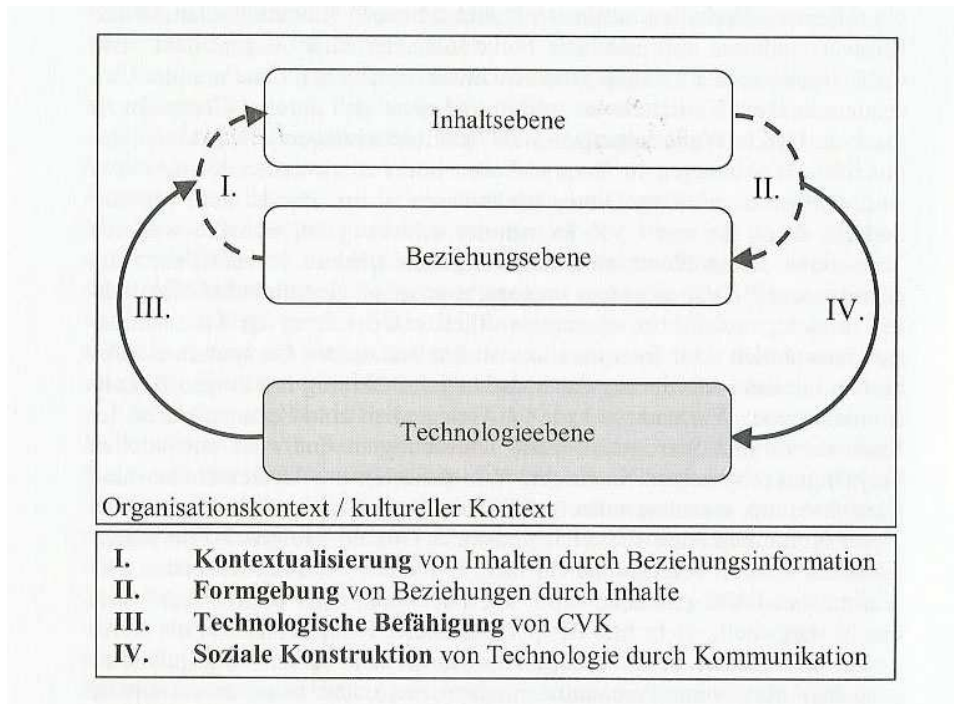 Inhaltsebene
I.
II.
Beziehungsebene
III.
IV.
Technologieebene
Organisationskontext / kultureller Kontext
I. Kontextualisierung von Inhalten durch Beziehungsinformation
II. Formgebung von Beziehungen durch Inhalte
III. Technologische Befähigung von CVK
IV. Soziale Konstruktion von Technologie durch Kommunikation